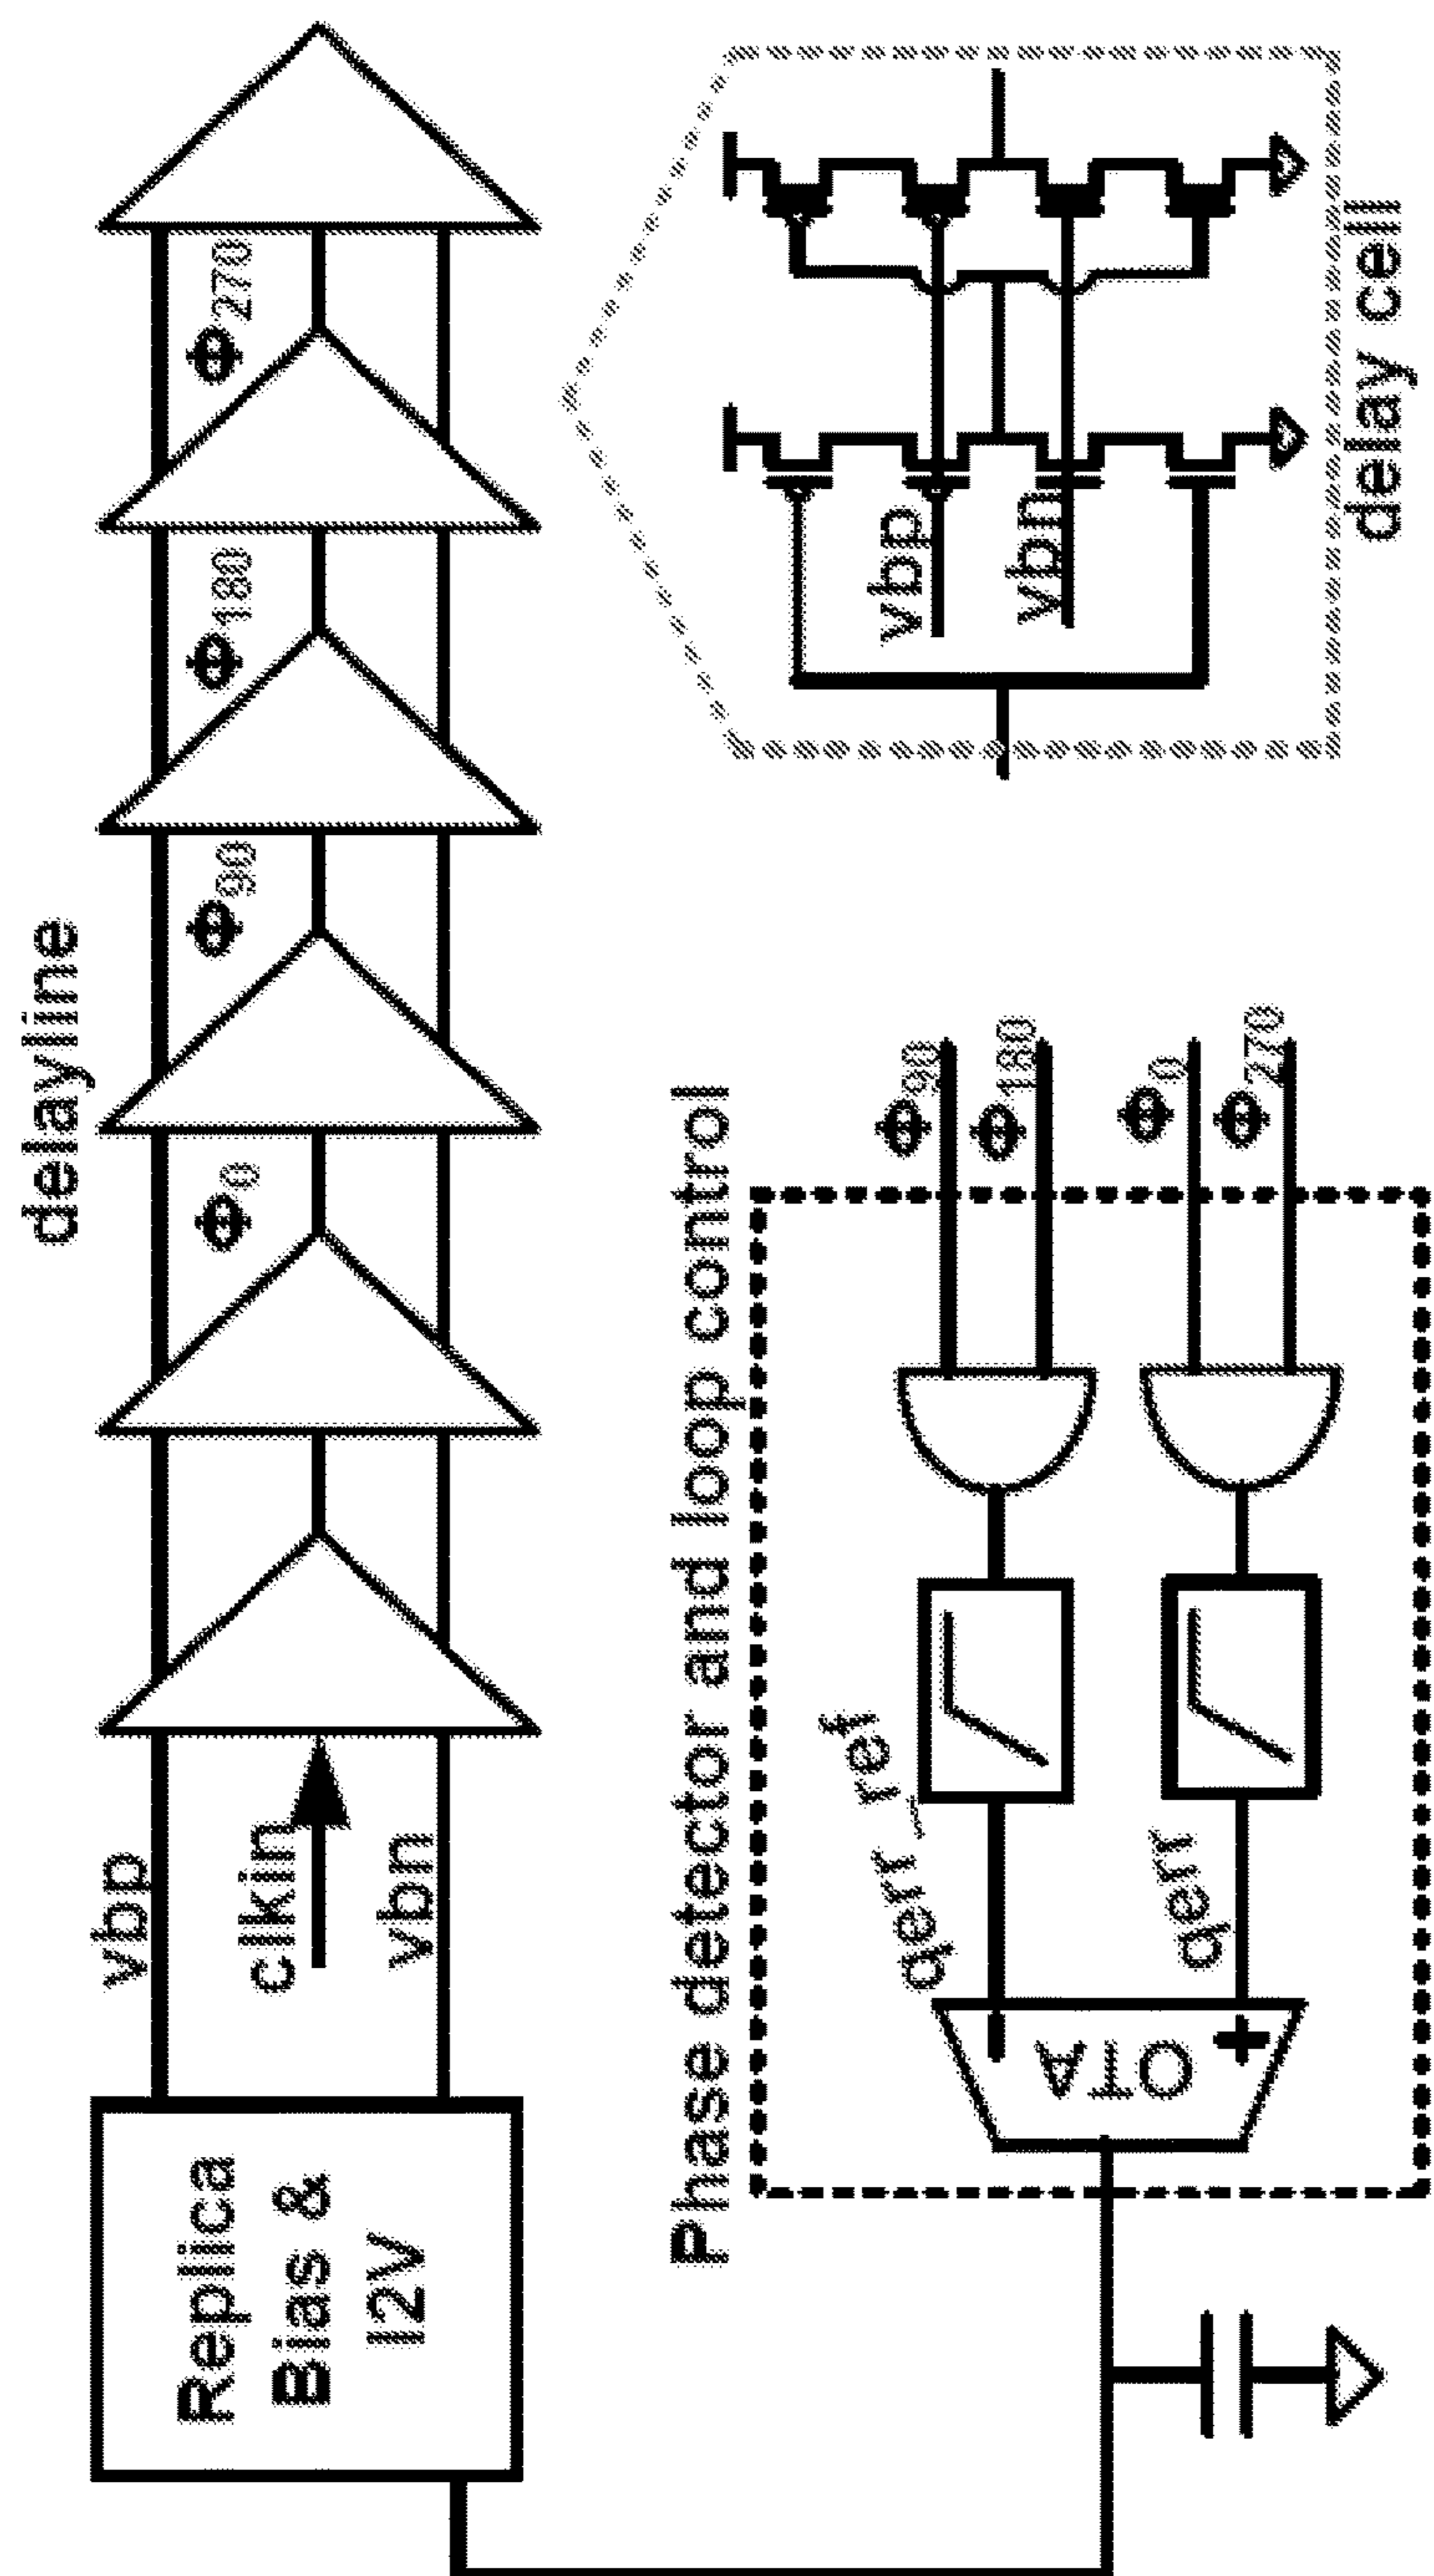 delayline
Replica
Bias &
I2V
vbp
clkin
vbn
Φ0
Φ90
Φ180
Φ270
Phase detector and loop control
OTA
-
+
qerr_ref
qerr
Φ90
Φ180
Φ0
Φ270
vbp
vbn
delay cell